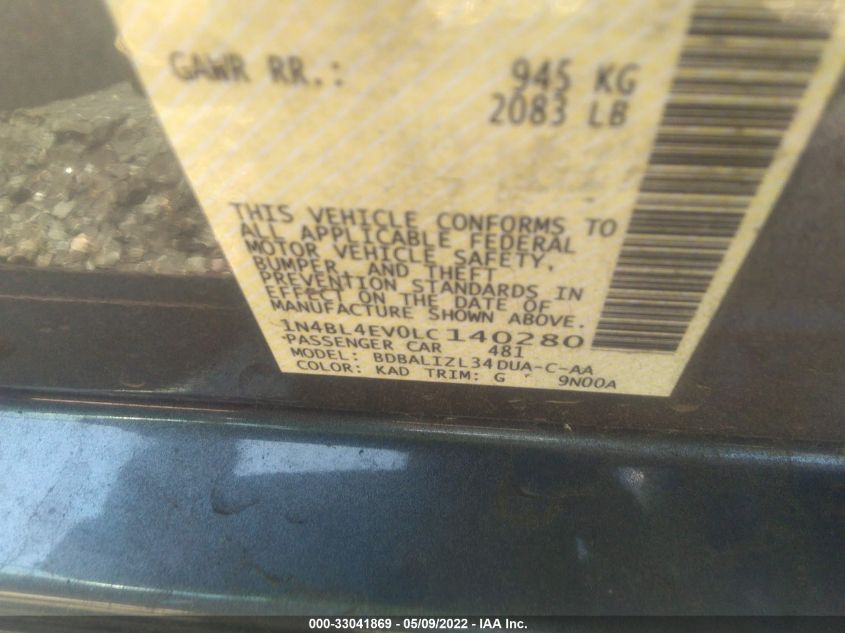 GAWR RR.: 945 KG
2083 LB
THIS VEHICLE CONFORMS TO
ALL APPLICABLE FEDERAL
MOTOR VEHICLE SAFETY,
BUMPER, AND THEFT
PREVENTION STANDARDS IN
EFFECT ON THE DATE OF
MANUFACTURE SHOWN ABOVE.
1N4BL4EV0LC140280
PASSENGER CAR 481
MODEL: BDBALIZL34DUA-C-AA
COLOR: KAD TRIM: G 9N00A
000-33041869 - 05/09/2022 - IAA Inc.